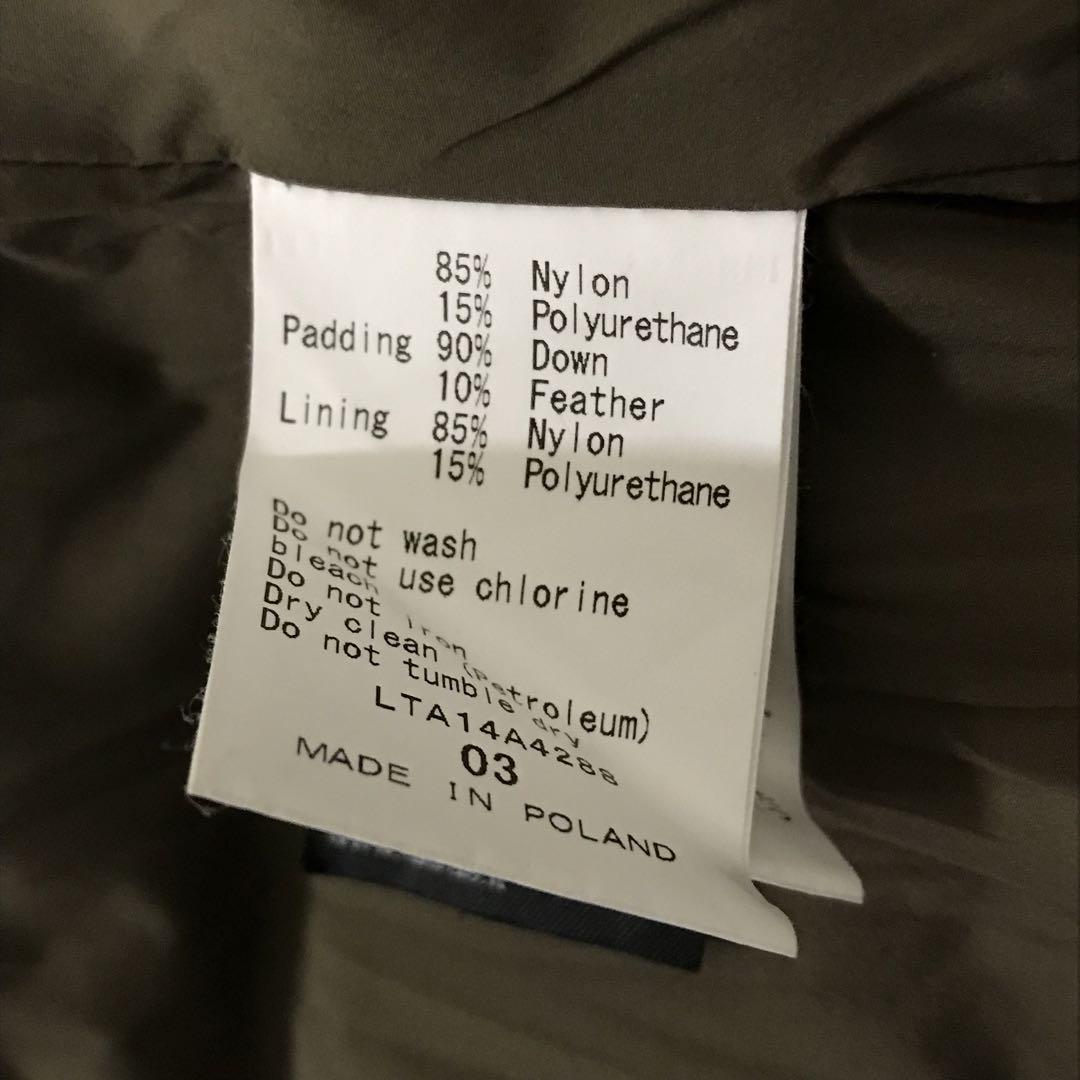 85% Nylon
15% Polyurethane
Padding 90% Down
10% Feather
Lining 85% Nylon
15% Polyurethane
Do not wash
Do not use chlorine
bleach
Do not iron
Dry clean (Petroleum)
Do not tumble dry
LTA14A4288
03
MADE IN POLAND